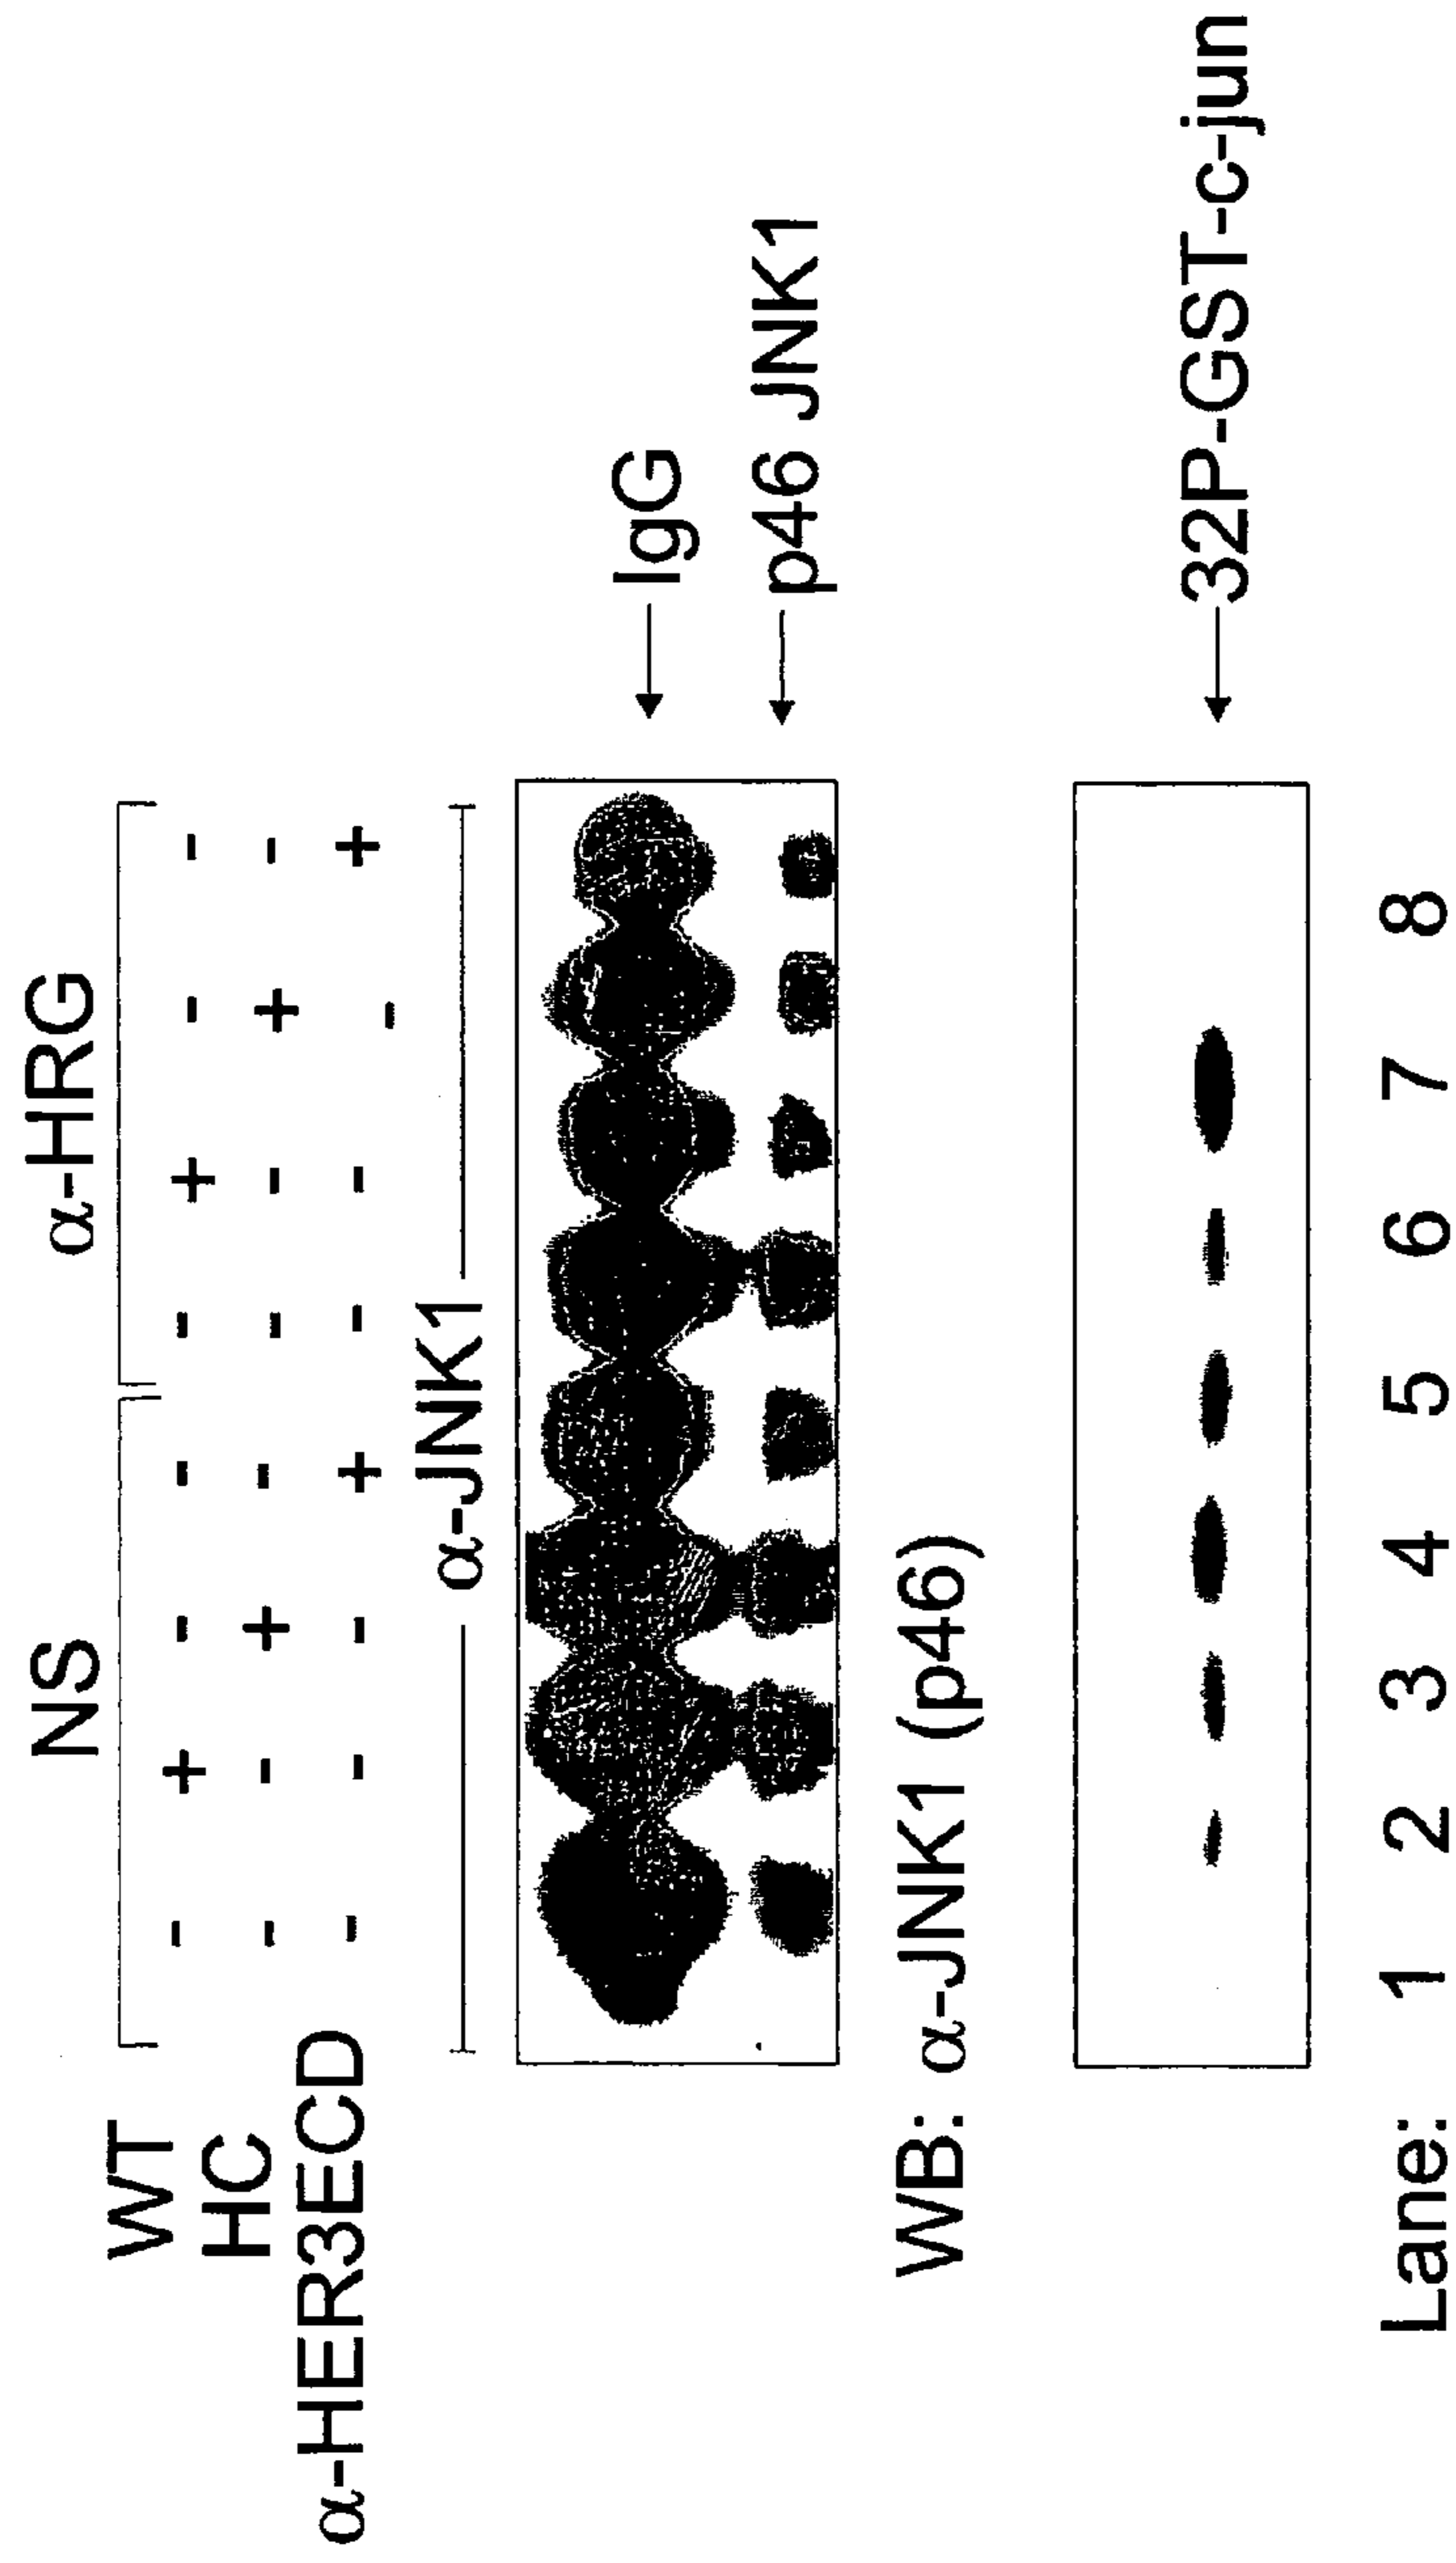 NS α-HRG
WT - + - - - + - -
HC - - + - - - + -
α-HER3ECD - - - + - - - +
α-JNK1
IgG
p46 JNK1
WB: α-JNK1 (p46)
32P-GST-c-jun
Lane: 1 2 3 4 5 6 7 8